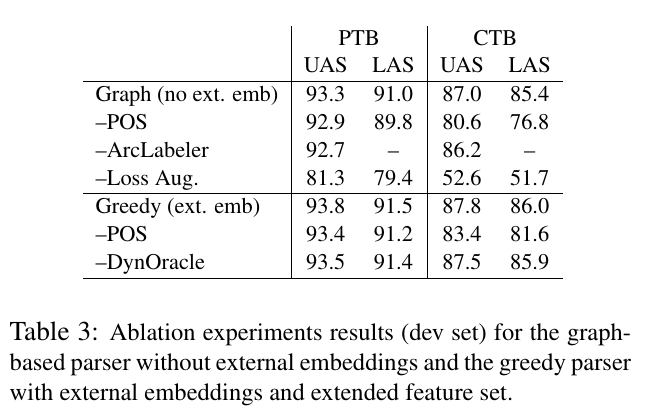 PTB CTB
UAS LAS UAS LAS
Graph (no ext. emb) 93.3 91.0 87.0 85.4
–POS 92.9 89.8 80.6 76.8
–ArcLabeler 92.7 – 86.2 –
–Loss Aug. 81.3 79.4 52.6 51.7
Greedy (ext. emb) 93.8 91.5 87.8 86.0
–POS 93.4 91.2 83.4 81.6
–DynOracle 93.5 91.4 87.5 85.9
Table 3: Ablation experiments results (dev set) for the graph-
based parser without external embeddings and the greedy parser
with external embeddings and extended feature set.